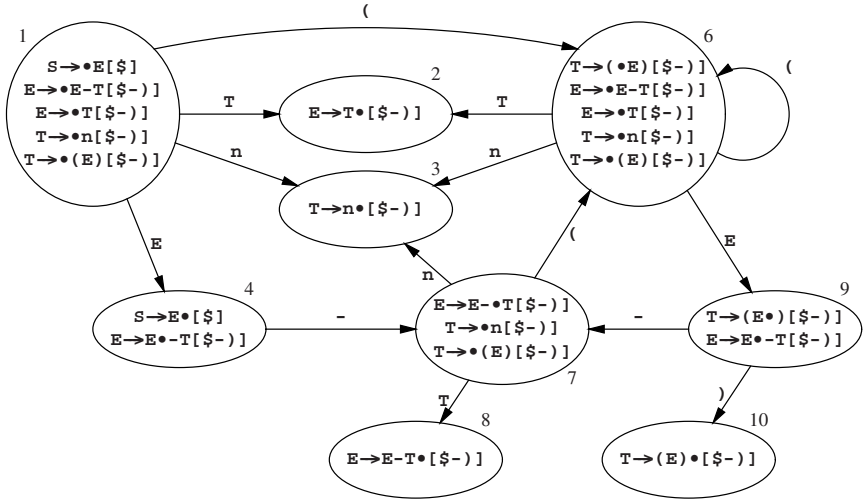 (
1
S→•E[$]
E→•E-T[$-)]
E→•T[$-)]
T→•n[$-)]
T→•(E)[$-)]
T
n
E
2
E→T•[$-)]
3
T→n•[$-)]
T
n
6
T→(•E)[$-)]
E→•E-T[$-)]
E→•T[$-)]
T→•n[$-)]
T→•(E)[$-)]
(
(
E
n
4
S→E•[$]
E→E•-T[$-)]
-
E→E-•T[$-)]
T→•n[$-)]
T→•(E)[$-)]
7
-
9
T→(E•)[$-)]
E→E•-T[$-)]
T
8
E→E-T•[$-)]
)
10
T→(E)•[$-)]